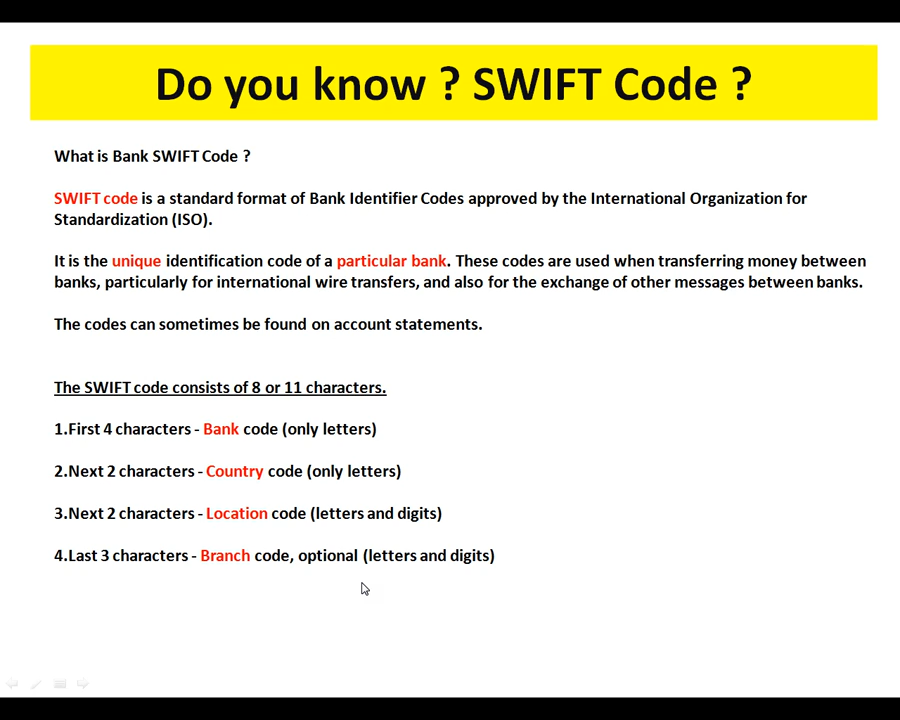 Do you know ? SWIFT Code ?
What is Bank SWIFT Code ?
SWIFT code is a standard format of Bank Identifier Codes approved by the International Organization for
Standardization (ISO).
It is the unique identification code of a particular bank. These codes are used when transferring money between
banks, particularly for international wire transfers, and also for the exchange of other messages between banks.
The codes can sometimes be found on account statements.
The SWIFT code consists of 8 or 11 characters.
1.First 4 characters - Bank code (only letters)
2.Next 2 characters - Country code (only letters)
3.Next 2 characters - Location code (letters and digits)
4.Last 3 characters - Branch code, optional (letters and digits)